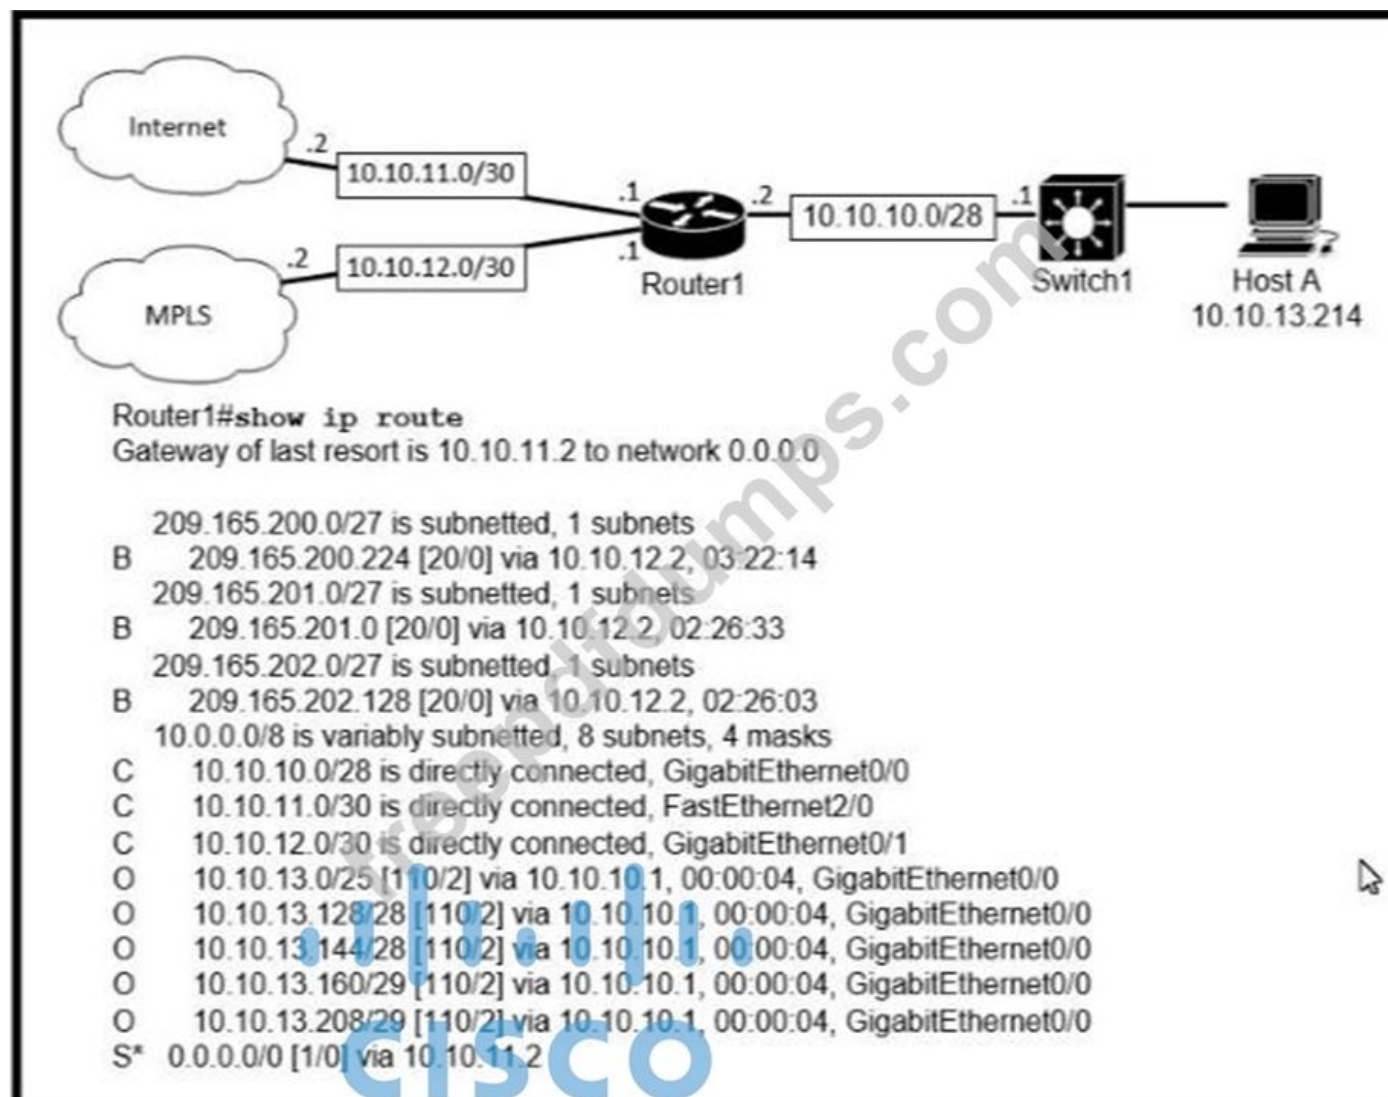 Internet
.2
10.10.11.0/30
.1
.2
10.10.10.0/28
.1
.2
10.10.12.0/30
.1
MPLS
Router1
Switch1
Host A
10.10.13.214
Router1#show ip route
Gateway of last resort is 10.10.11.2 to network 0.0.0.0
209.165.200.0/27 is subnetted, 1 subnets
B 209.165.200.224 [20/0] via 10.10.12.2, 03:22:14
209.165.201.0/27 is subnetted, 1 subnets
B 209.165.201.0 [20/0] via 10.10.12.2, 02:26:33
209.165.202.0/27 is subnetted, 1 subnets
B 209.165.202.128 [20/0] via 10.10.12.2, 02:26:03
10.0.0.0/8 is variably subnetted, 8 subnets, 4 masks
C 10.10.10.0/28 is directly connected, GigabitEthernet0/0
C 10.10.11.0/30 is directly connected, FastEthernet2/0
C 10.10.12.0/30 is directly connected, GigabitEthernet0/1
O 10.10.13.0/25 [110/2] via 10.10.10.1, 00:00:04, GigabitEthernet0/0
O 10.10.13.128/28 [110/2] via 10.10.10.1, 00:00:04, GigabitEthernet0/0
O 10.10.13.144/28 [110/2] via 10.10.10.1, 00:00:04, GigabitEthernet0/0
O 10.10.13.160/29 [110/2] via 10.10.10.1, 00:00:04, GigabitEthernet0/0
O 10.10.13.208/29 [110/2] via 10.10.10.1, 00:00:04, GigabitEthernet0/0
S* 0.0.0.0/0 [1/0] via 10.10.11.2
freepdfdumps.com
CISCO